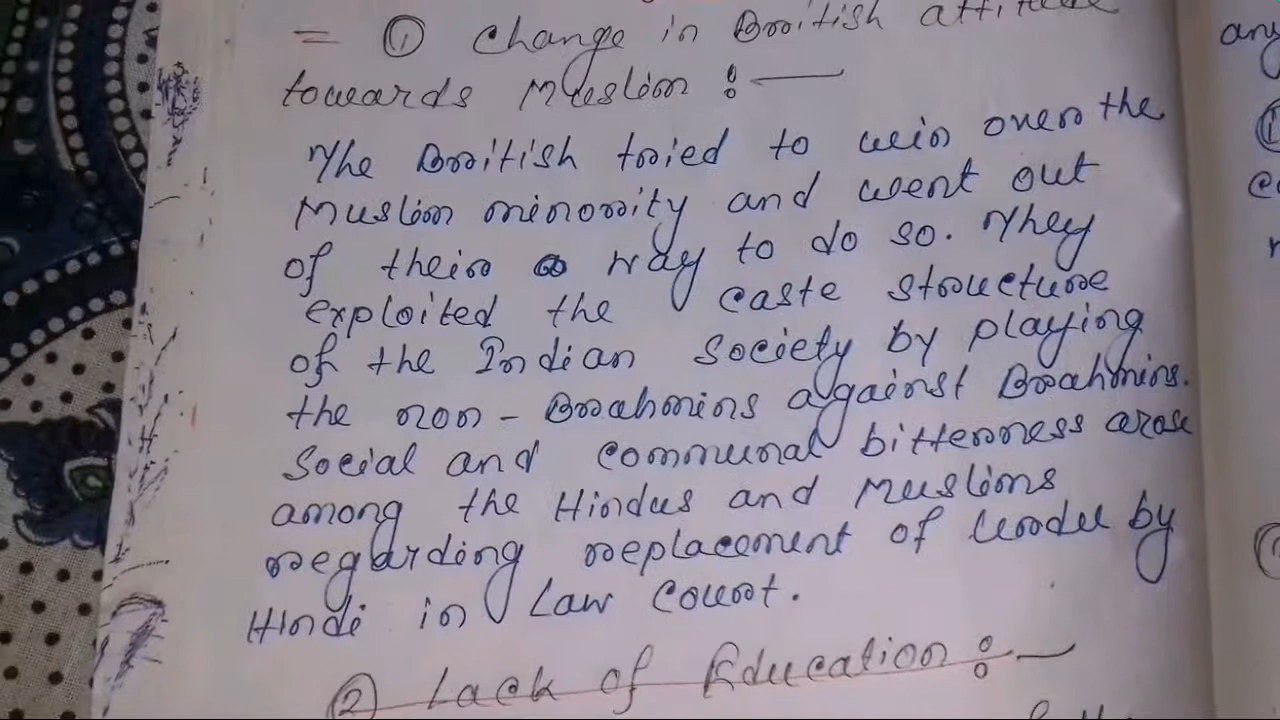 = ① Change in British attitude
towards Muslim :—
The British tried to win over the
Muslim minority and went out
of their way to do so. They
exploited the caste structure
of the Indian Society by playing
the non - Brahmins against Brahmins.
Social and communal bitterness arose
among the Hindus and Muslims
regarding replacement of Urdu by
Hindi in Law Court.
② Lack of Education :—
any